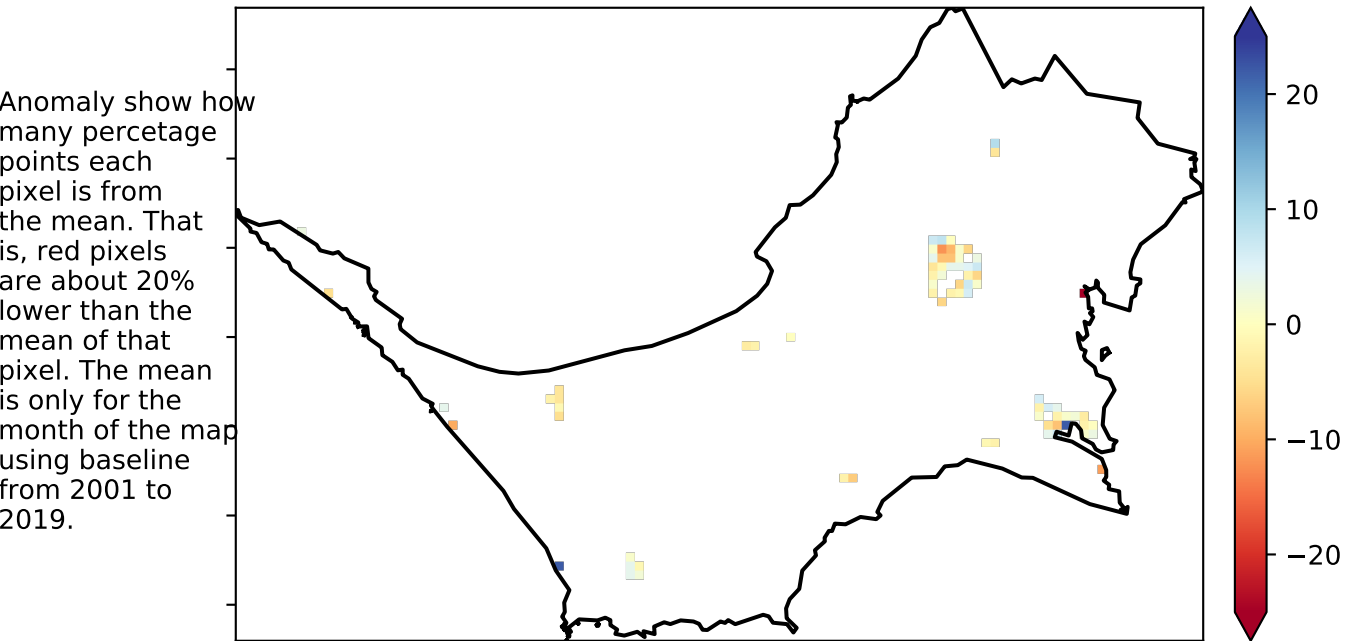 Anomaly show how
many percetage
points each
pixel is from
the mean. That
is, red pixels
are about 20%
lower than the
mean of that
pixel. The mean
is only for the
month of the map
using baseline
from 2001 to
2019.
20
10
0
−10
−20